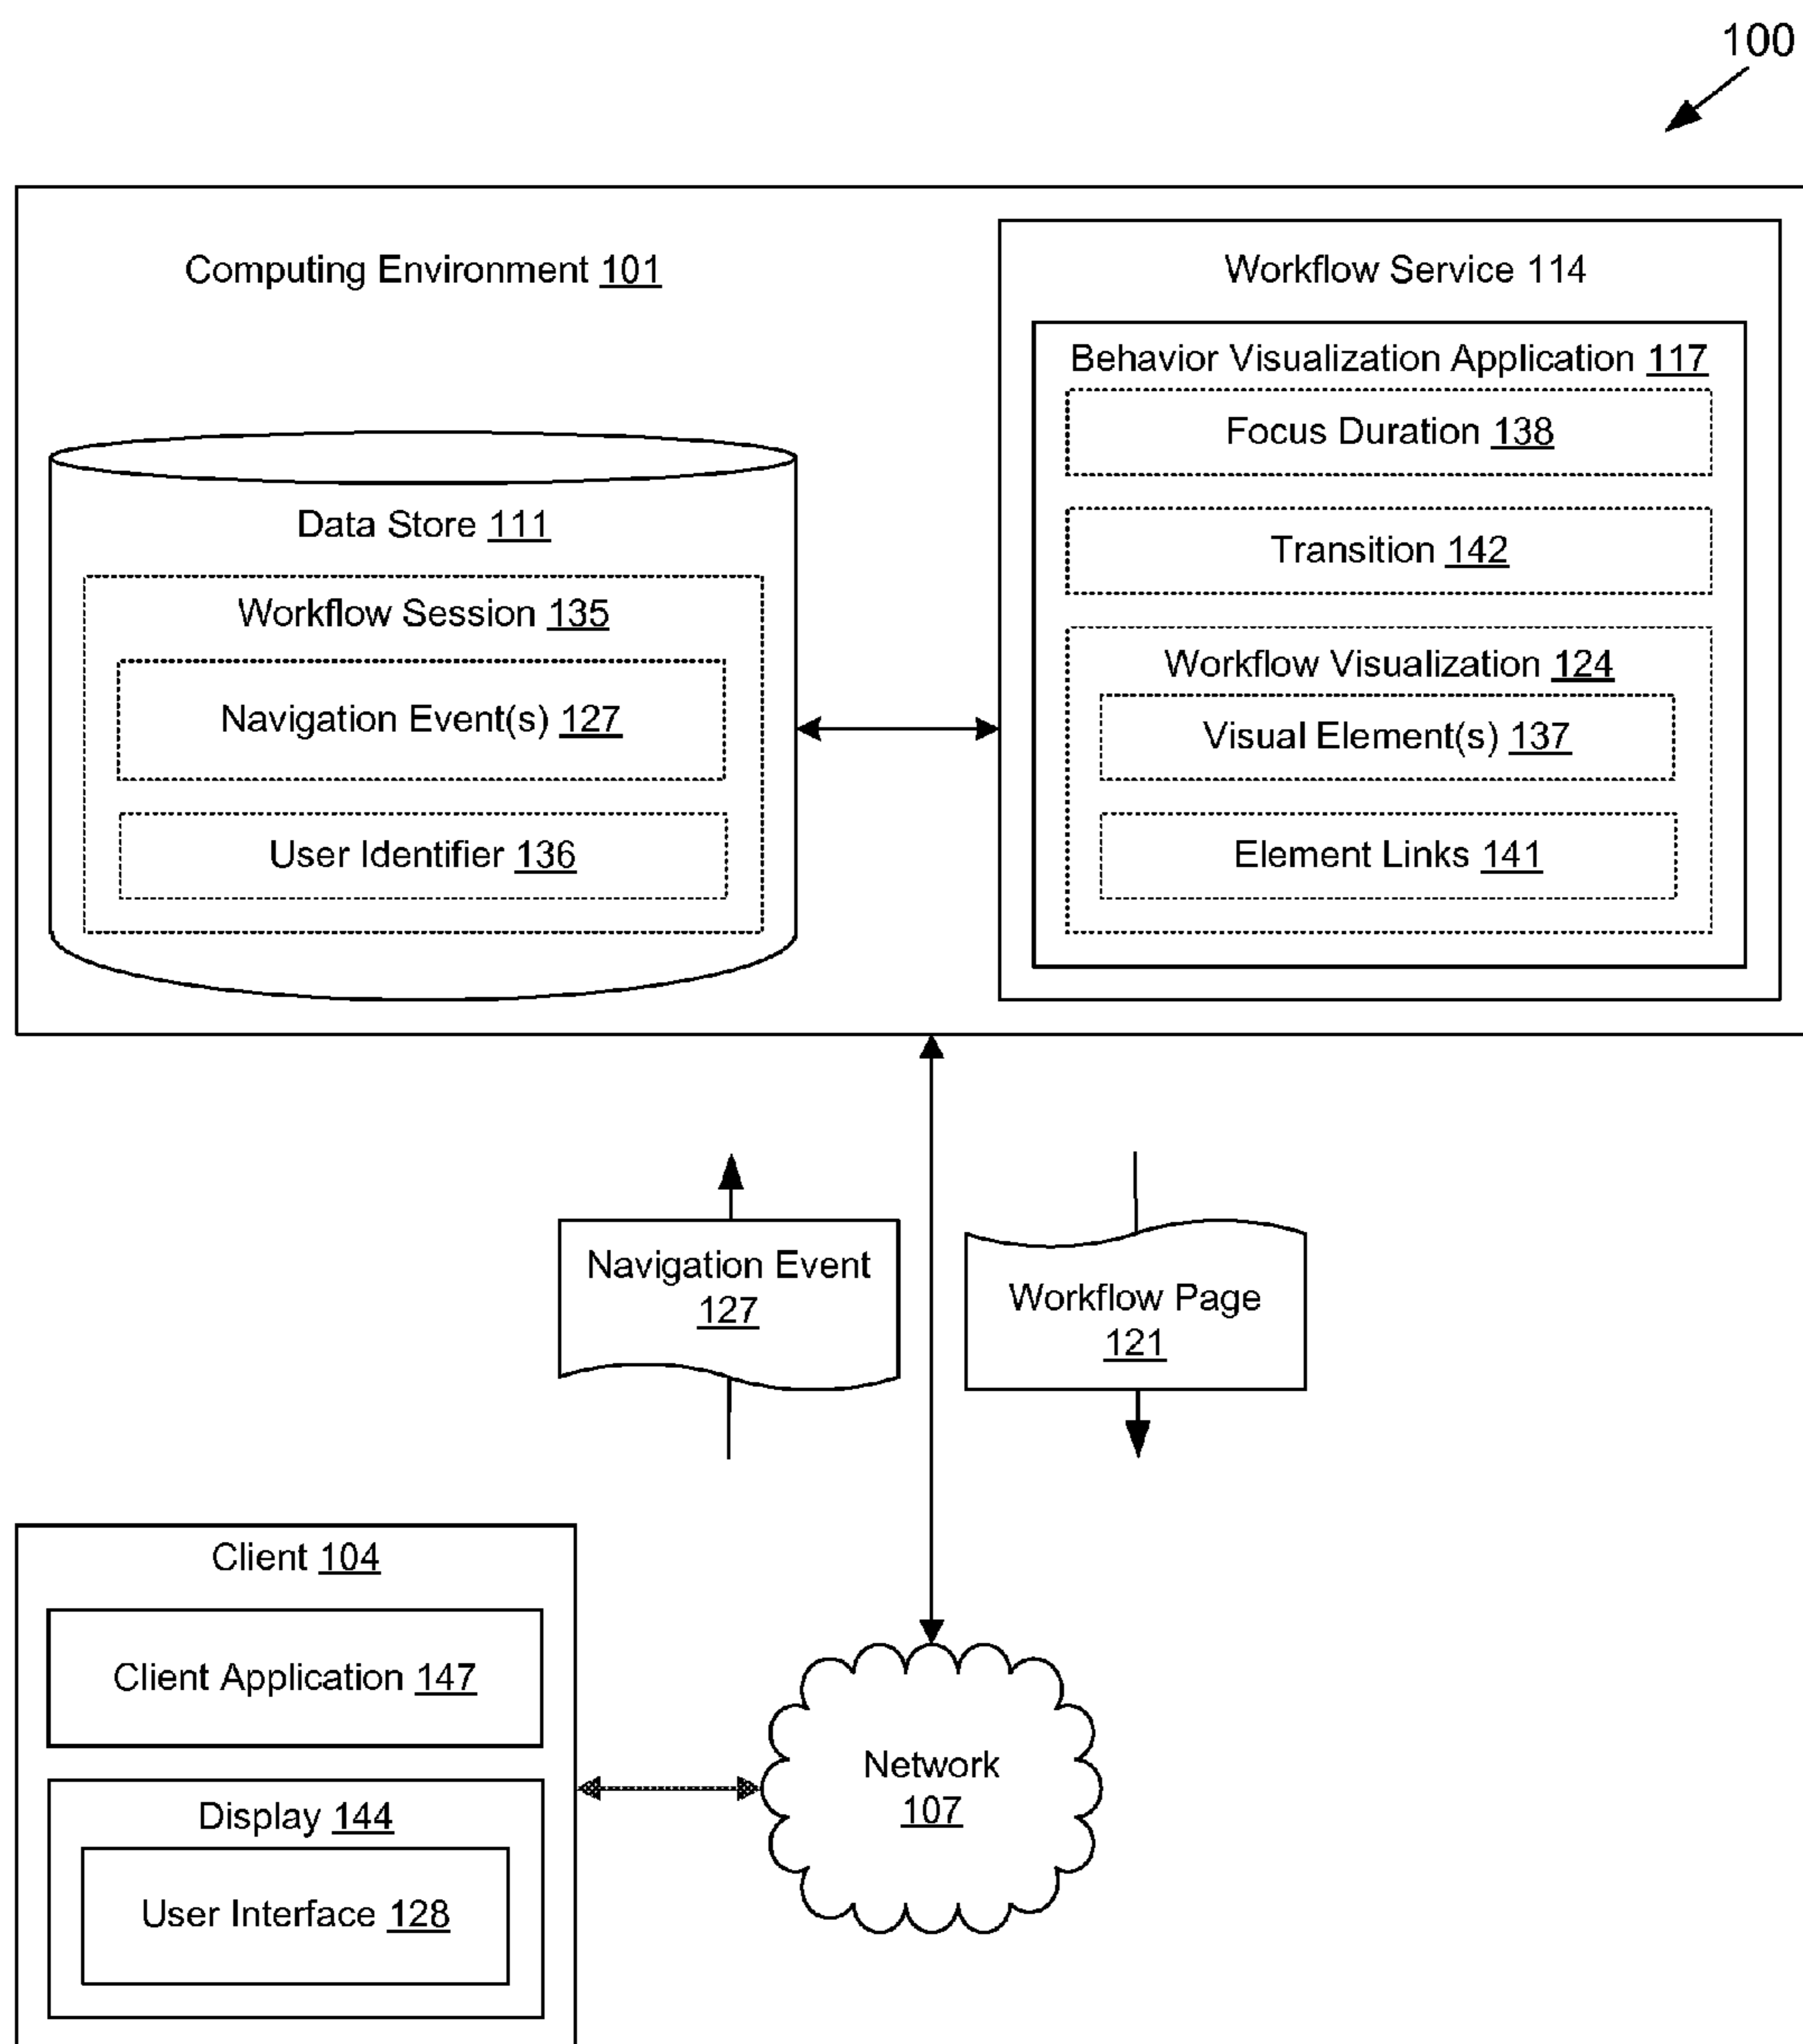 100
Computing Environment 101
Workflow Service 114
Behavior Visualization Application 117
Focus Duration 138
Transition 142
Workflow Visualization 124
Visual Element(s) 137
Element Links 141
Data Store 111
Workflow Session 135
Navigation Event(s) 127
User Identifier 136
Navigation Event
127
Workflow Page
121
Client 104
Client Application 147
Display 144
User Interface 128
Network
107